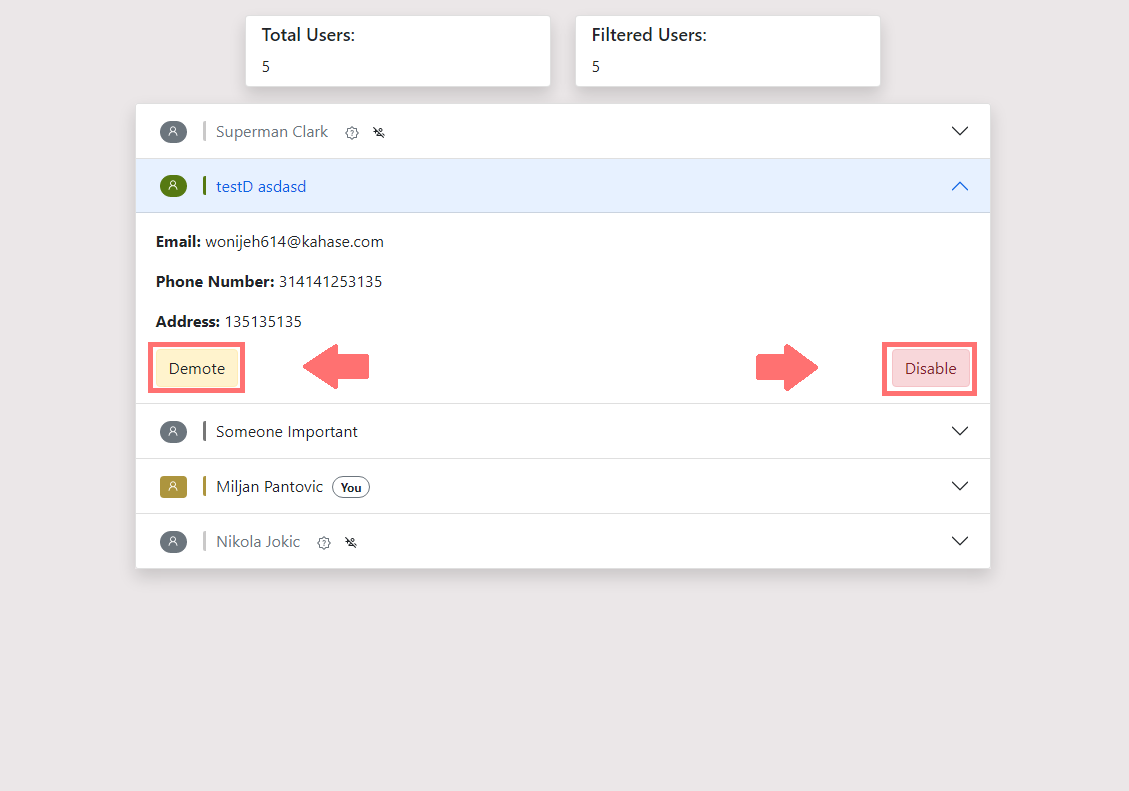 Total Users:
5
Filtered Users:
5
Superman Clark
testD asdasd
Email: wonijeh614@kahase.com
Phone Number: 314141253135
Address: 135135135
Demote
Disable
Someone Important
Miljan Pantovic You
Nikola Jokic